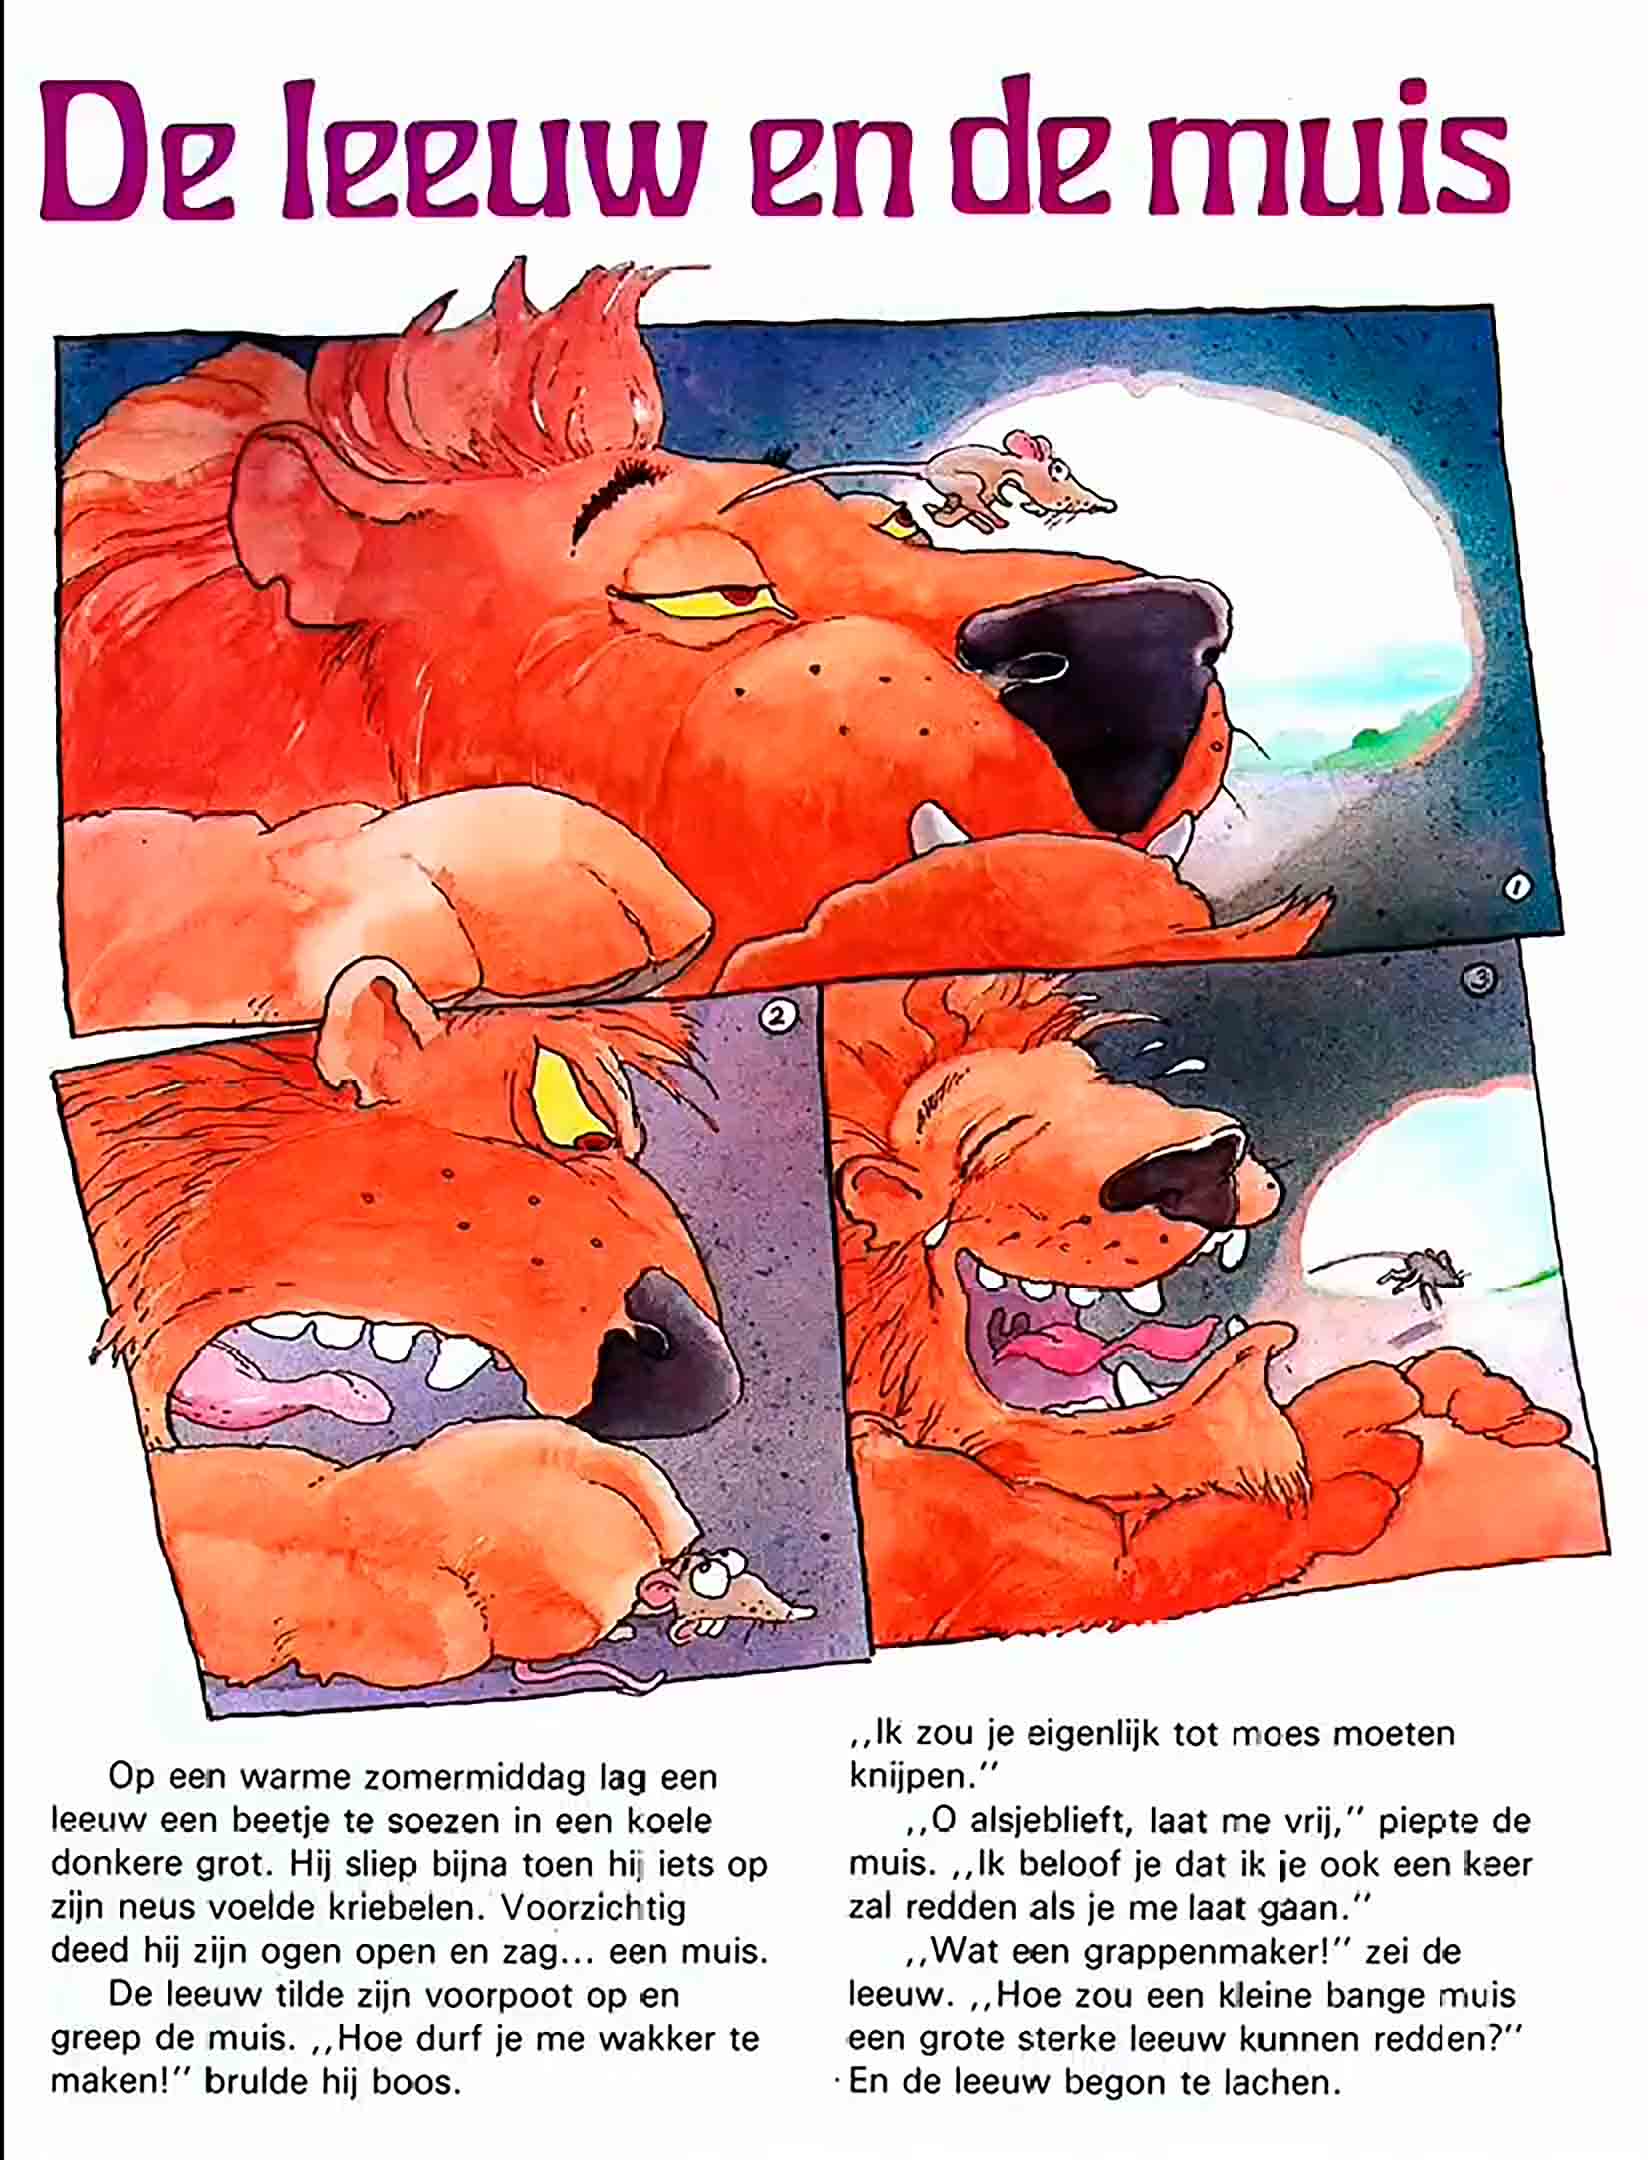 De leeuw en de muis
1
2
3
Op een warme zomermiddag lag een
leeuw een beetje te soezen in een koele
donkere grot. Hij sliep bijna toen hij iets op
zijn neus voelde kriebelen. Voorzichtig
deed hij zijn ogen open en zag... een muis.
De leeuw tilde zijn voorpoot op en
greep de muis. ,,Hoe durf je me wakker te
maken!” brulde hij boos.
,,Ik zou je eigenlijk tot moes moeten
knijpen.”
,,O alsjeblieft, laat me vrij,” piepte de
muis. ,,Ik beloof je dat ik je ook een keer
zal redden als je me laat gaan.”
,,Wat een grappenmaker!” zei de
leeuw. ,,Hoe zou een kleine bange muis
een grote sterke leeuw kunnen redden?”
En de leeuw begon te lachen.